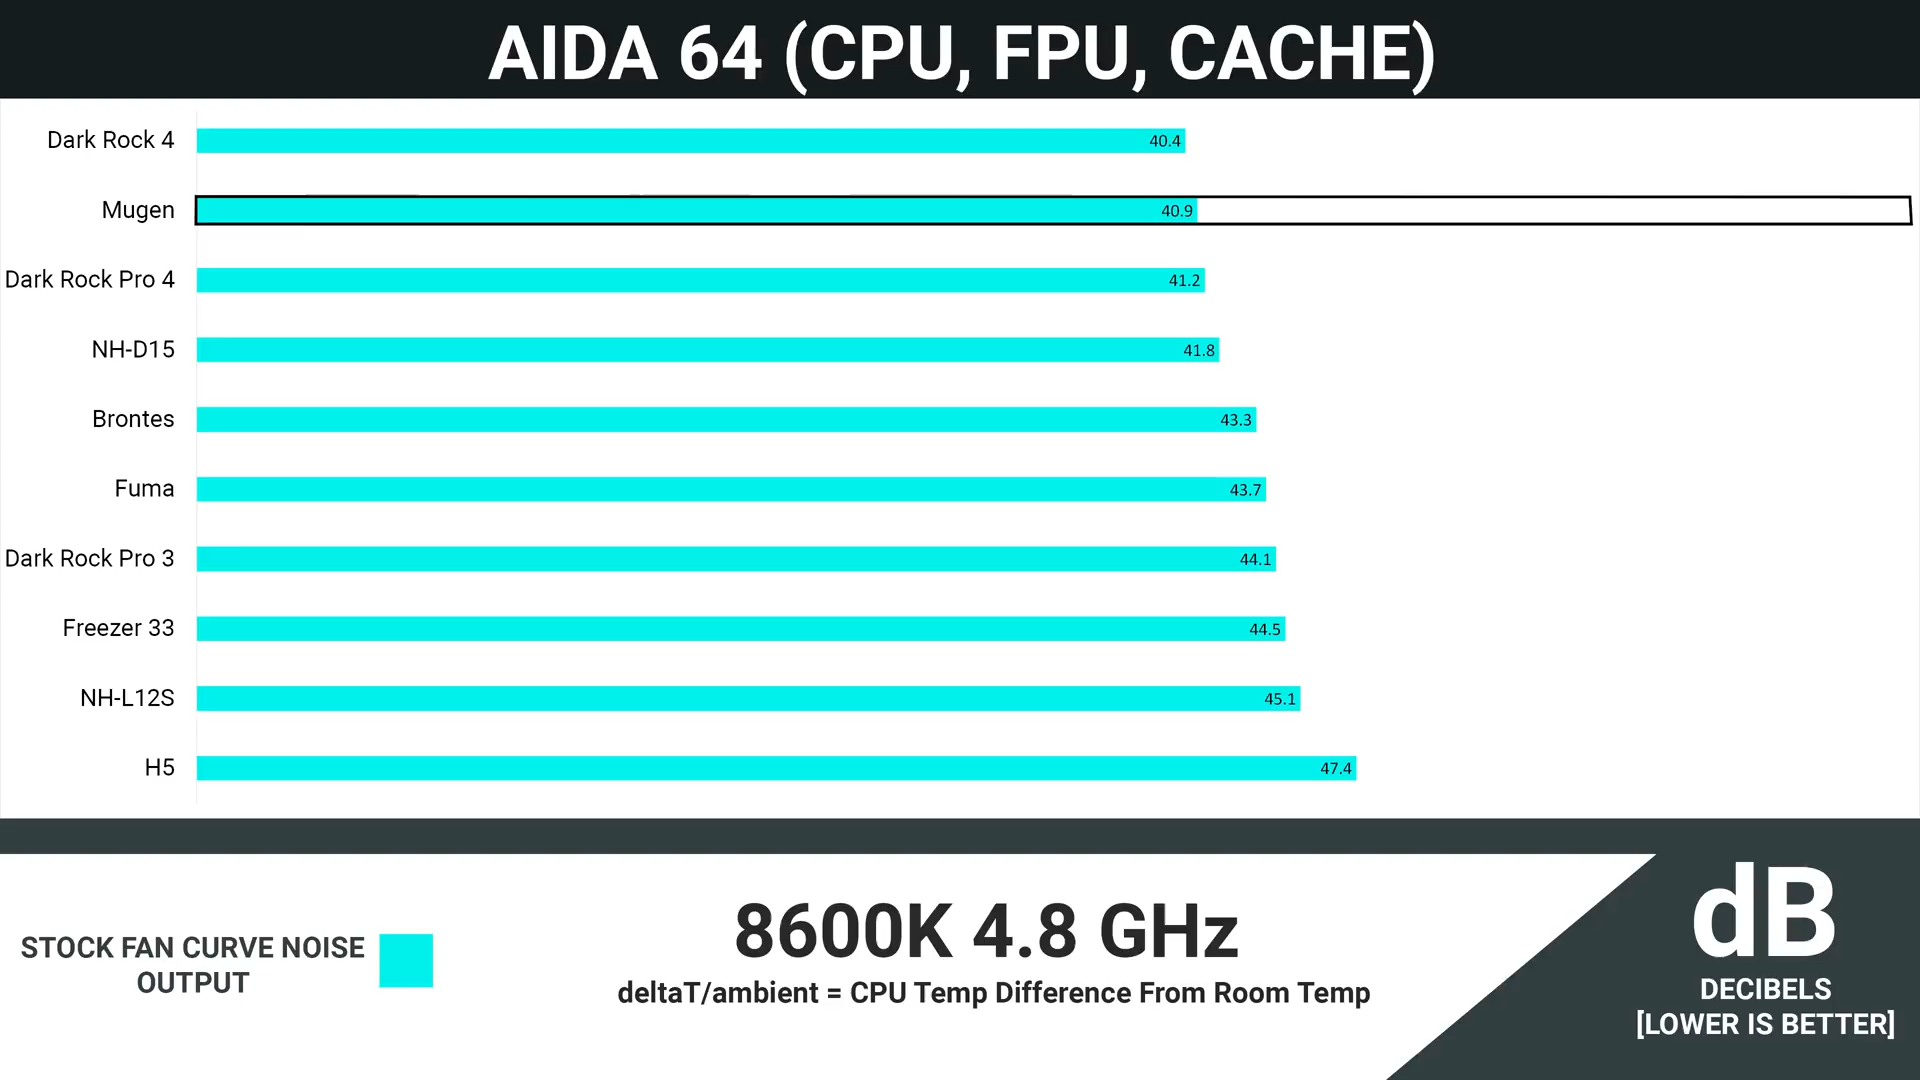 AIDA 64 (CPU, FPU, CACHE)
Dark Rock 4
40.4
Mugen
40.9
Dark Rock Pro 4
41.2
NH-D15
41.8
Brontes
43.3
Fuma
43.7
Dark Rock Pro 3
44.1
Freezer 33
44.5
NH-L12S
45.1
H5
47.4
STOCK FAN CURVE NOISE
OUTPUT
8600K 4.8 GHz
deltaT/ambient = CPU Temp Difference From Room Temp
dB
DECIBELS
[LOWER IS BETTER]